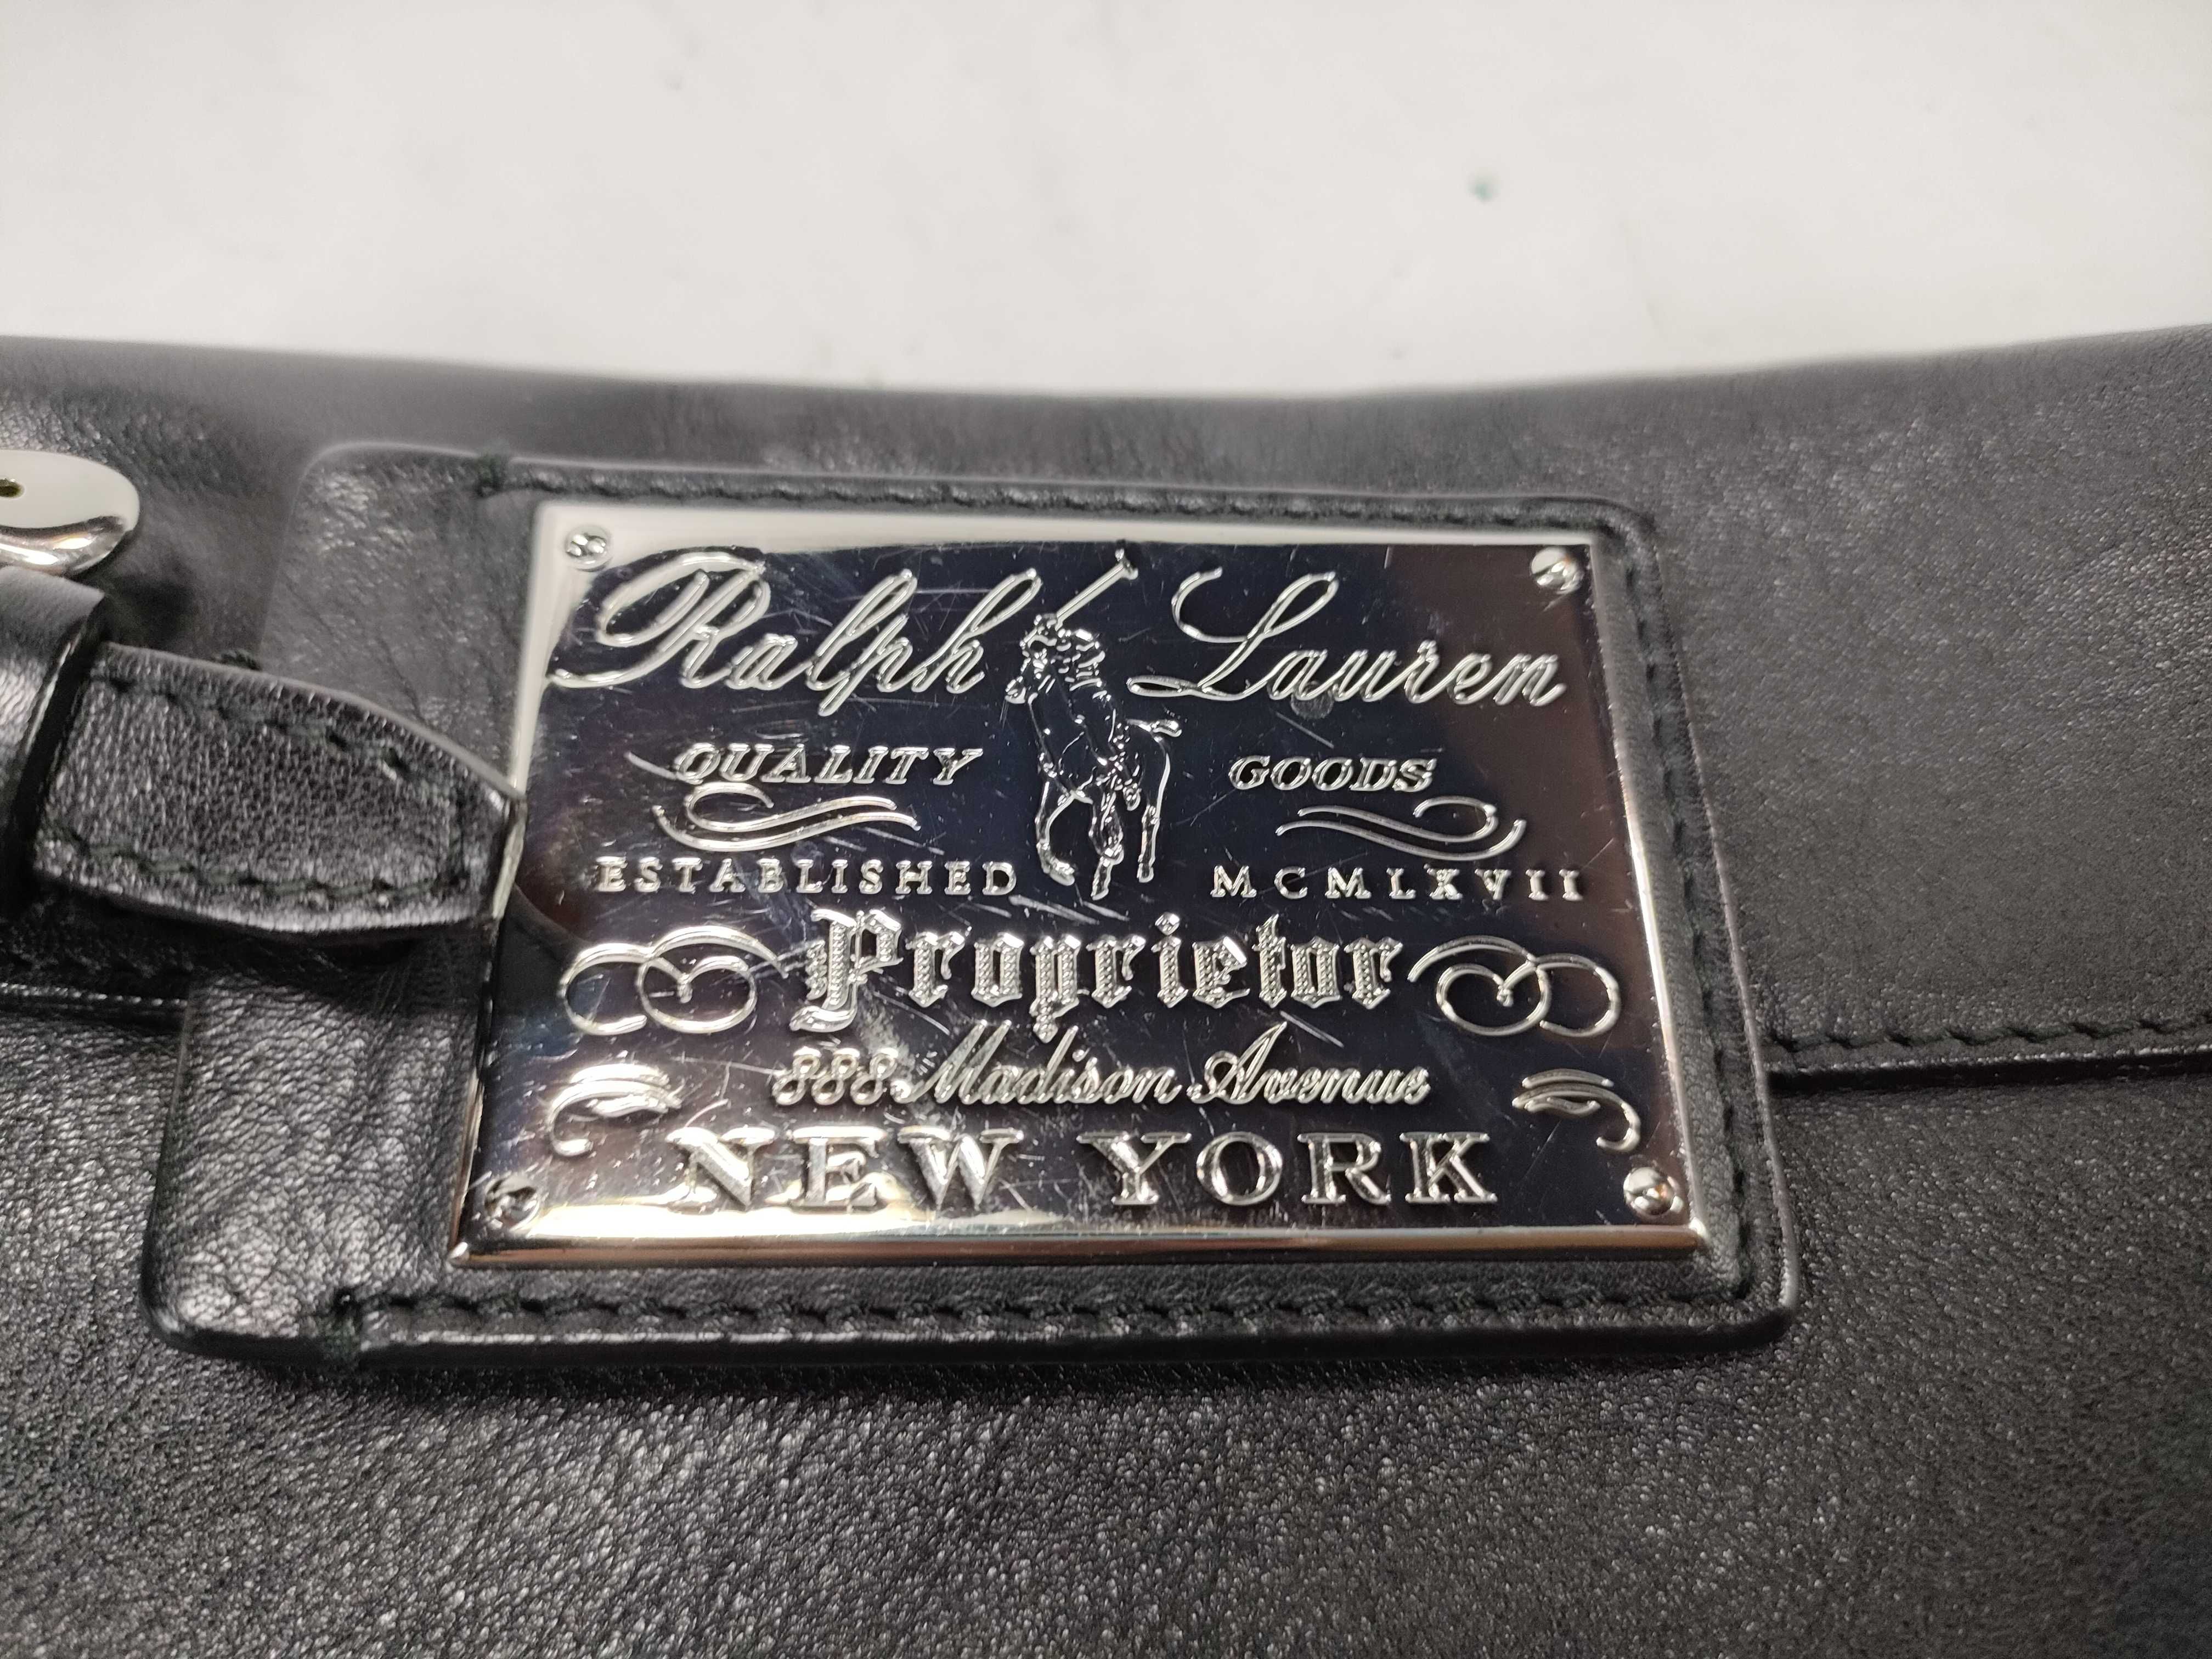 Ralph Lauren
QUALITY GOODS
ESTABLISHED MCMLXVII
Proprietor
888 Madison Avenue
NEW YORK